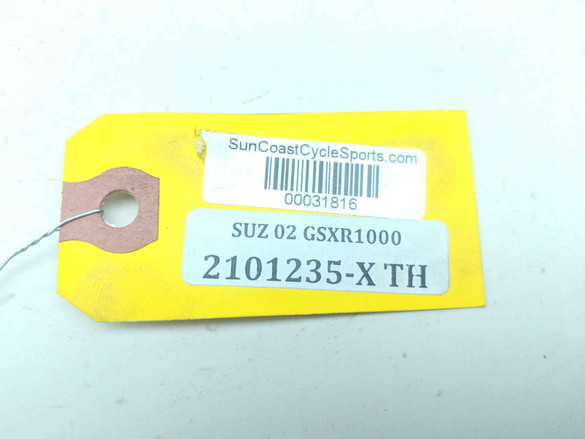 SunCoastCycleSports.com
00031816
SUZ 02 GSXR1000
2101235-X TH